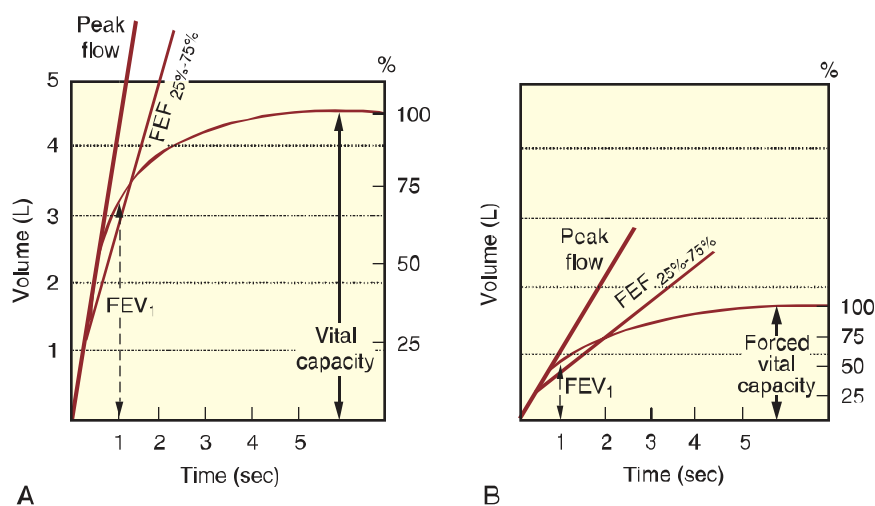 Peak
flow
FEF 25%-75%
%
5
4
3
2
1
100
75
50
25
Volume (L)
FEV1
Vital
capacity
1 2 3 4 5
Time (sec)
A
%
Peak
flow
FEF 25%-75%
Volume (L)
100
75
50
25
FEV1
Forced
vital
capacity
1 2 3 4 5
Time (sec)
B